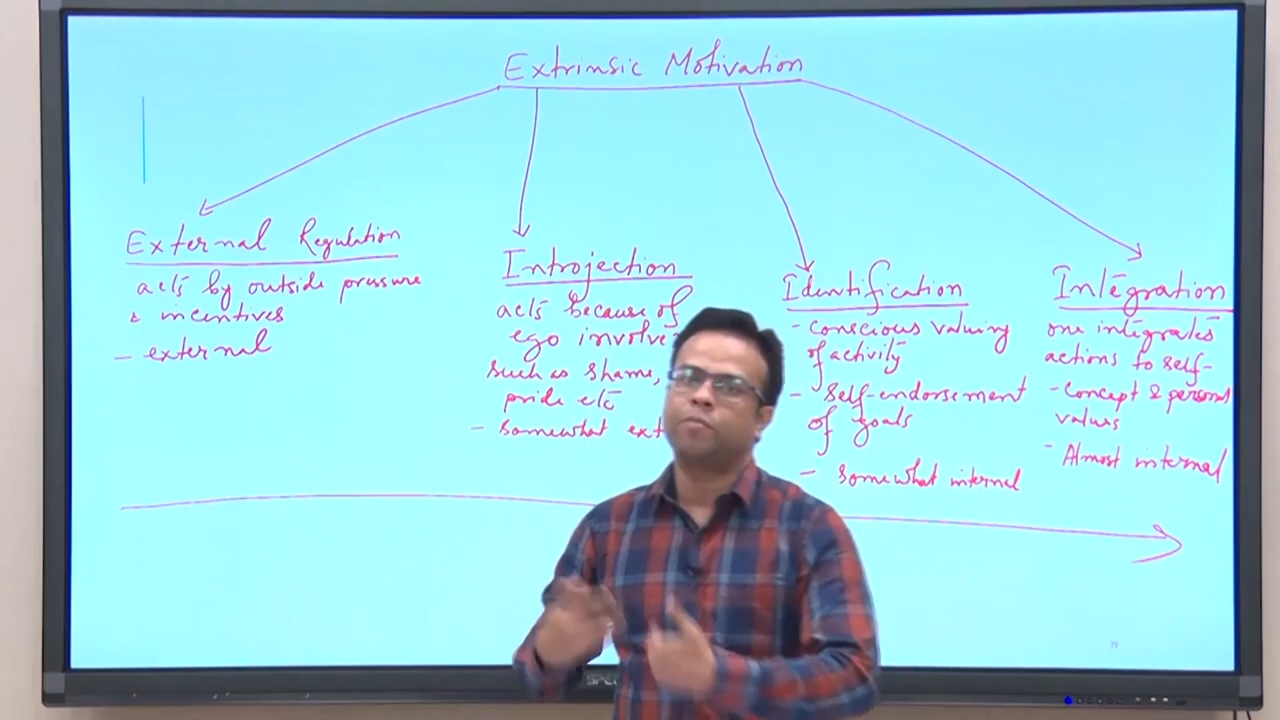 Extrinsic Motivation
External Regulation
acts by outside pressure
& incentives
- external
Introjection
acts because of
ego involve
such as shame,
pride etc
- somewhat ext
Identification
- conscious valuing
of activity
- self-endorsement
of goals
- somewhat internal
Integration
one integrates
actions to self-
- concept & personal
values
- Almost internal